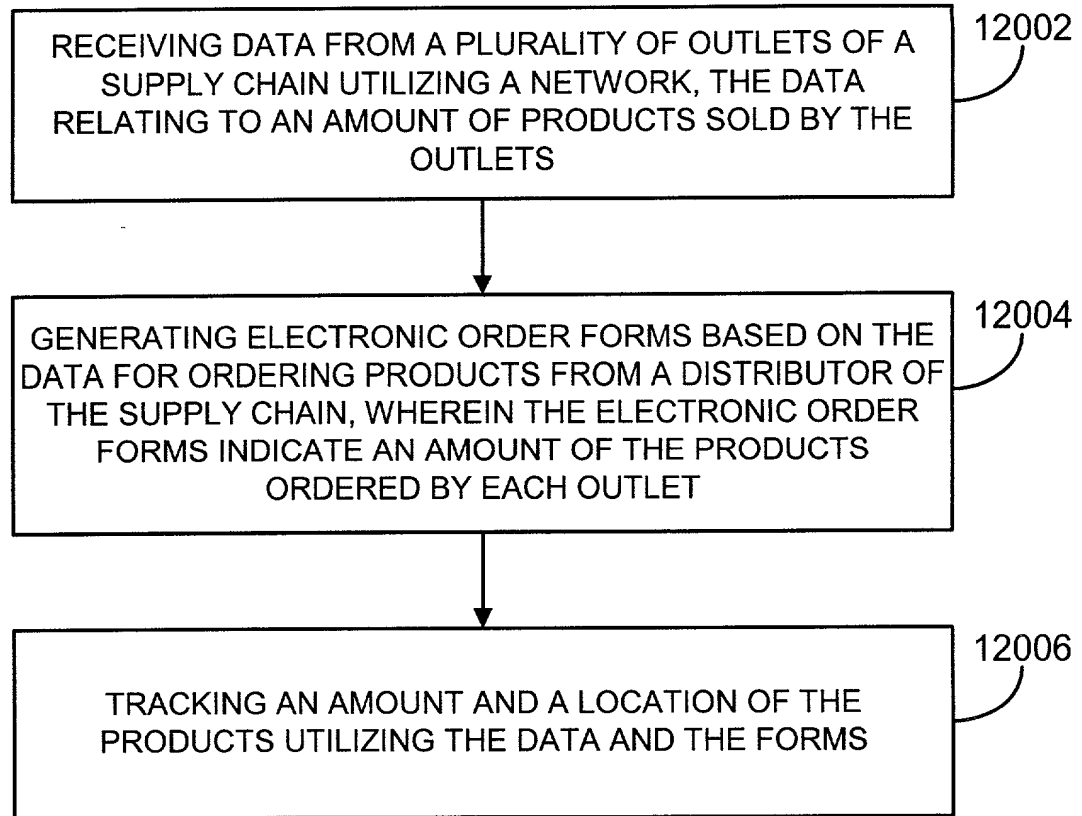 12002
RECEIVING DATA FROM A PLURALITY OF OUTLETS OF A
SUPPLY CHAIN UTILIZING A NETWORK, THE DATA
RELATING TO AN AMOUNT OF PRODUCTS SOLD BY THE
OUTLETS
12004
GENERATING ELECTRONIC ORDER FORMS BASED ON THE
DATA FOR ORDERING PRODUCTS FROM A DISTRIBUTOR OF
THE SUPPLY CHAIN, WHEREIN THE ELECTRONIC ORDER
FORMS INDICATE AN AMOUNT OF THE PRODUCTS
ORDERED BY EACH OUTLET
12006
TRACKING AN AMOUNT AND A LOCATION OF THE
PRODUCTS UTILIZING THE DATA AND THE FORMS